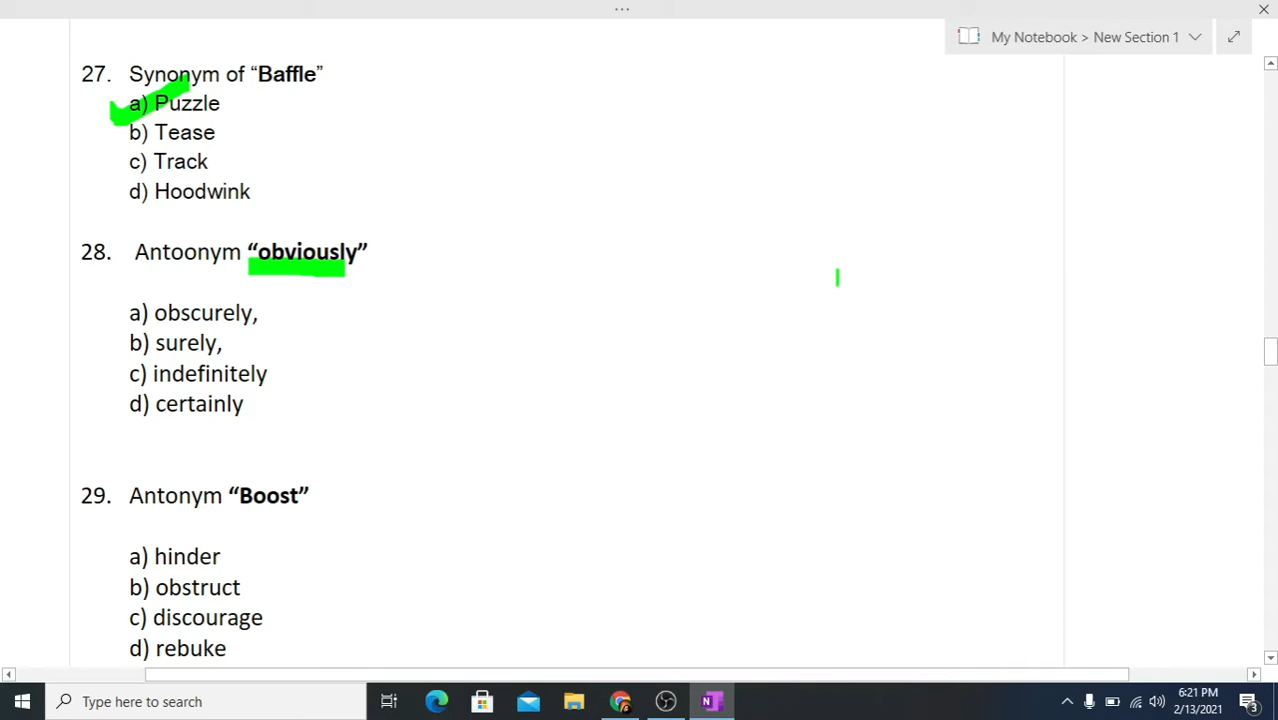 ...
My Notebook > New Section 1
27. Synonym of “Baffle”
a) Puzzle
b) Tease
c) Track
d) Hoodwink
28. Antoonym “obviously”
a) obscurely,
b) surely,
c) indefinitely
d) certainly
29. Antonym “Boost”
a) hinder
b) obstruct
c) discourage
d) rebuke
Type here to search
6:21 PM
2/13/2021
3